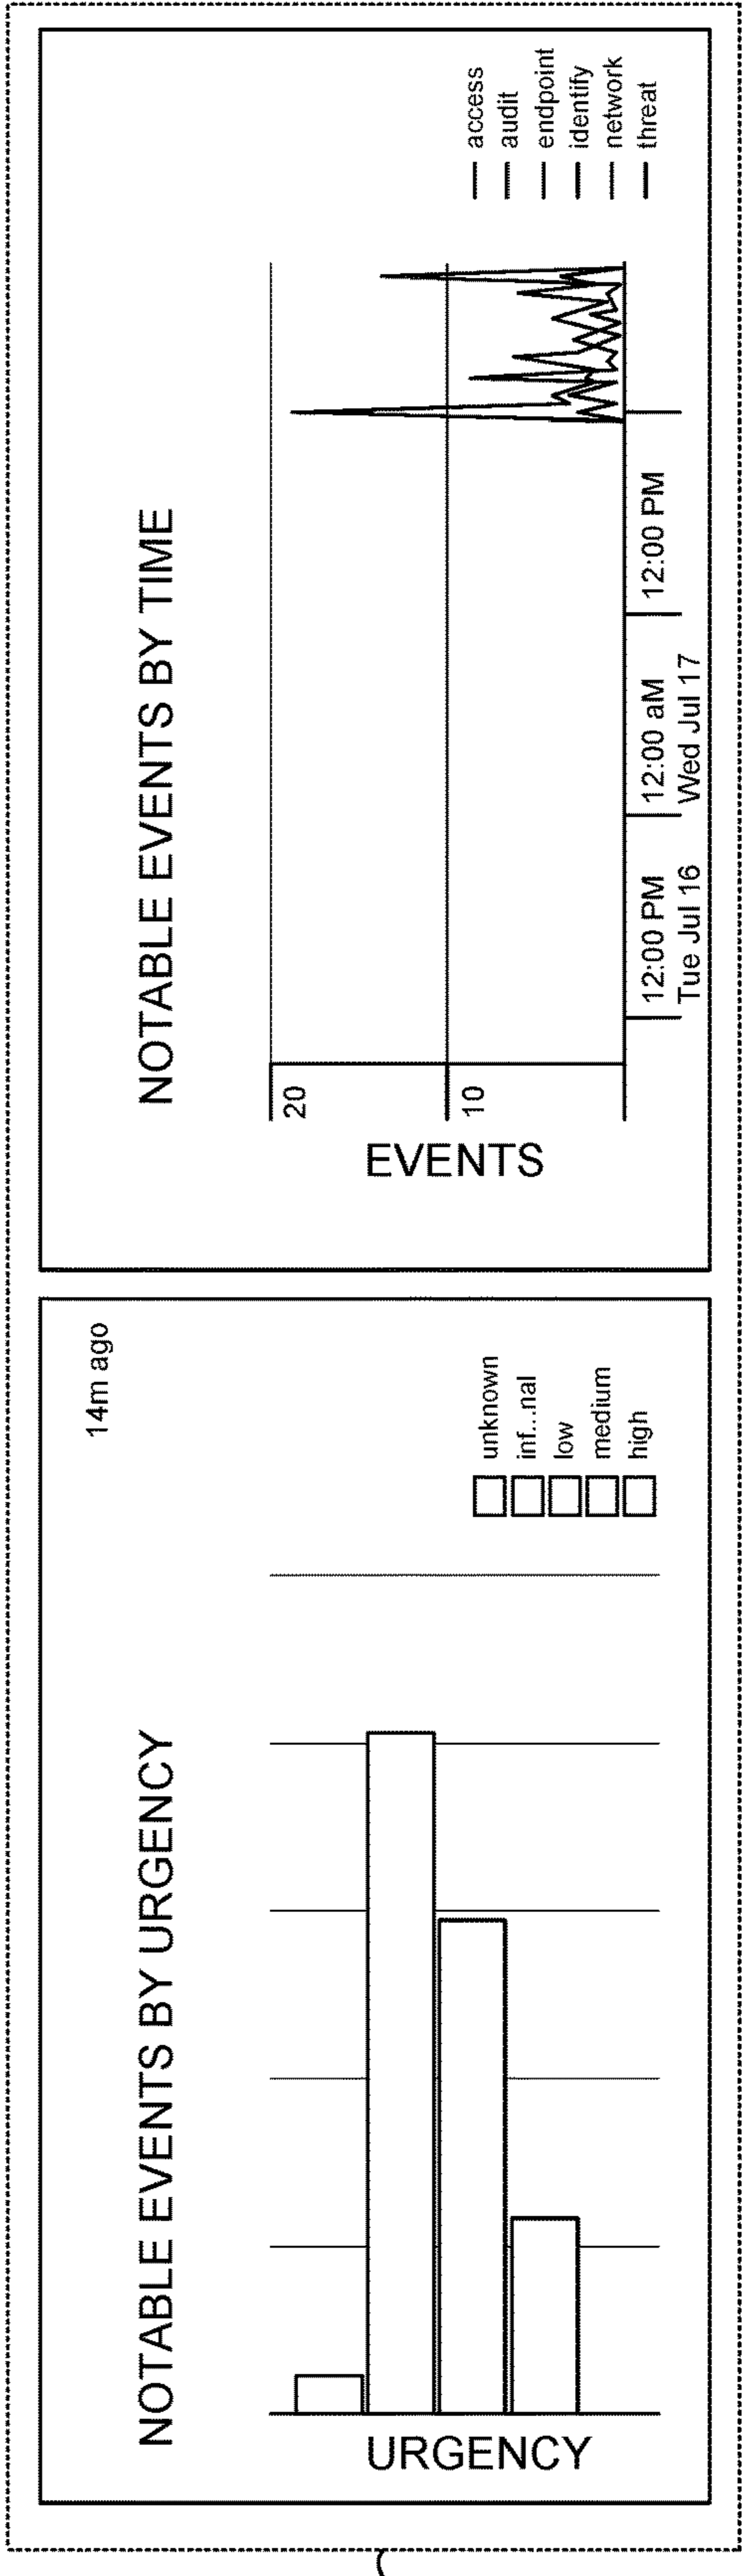 NOTABLE EVENTS BY URGENCY
14m ago
URGENCY
unknown
inf...nal
low
medium
high
NOTABLE EVENTS BY TIME
EVENTS
20
10
12:00 PM
Tue Jul 16
12:00 aM
Wed Jul 17
12:00 PM
access
audit
endpoint
identify
network
threat